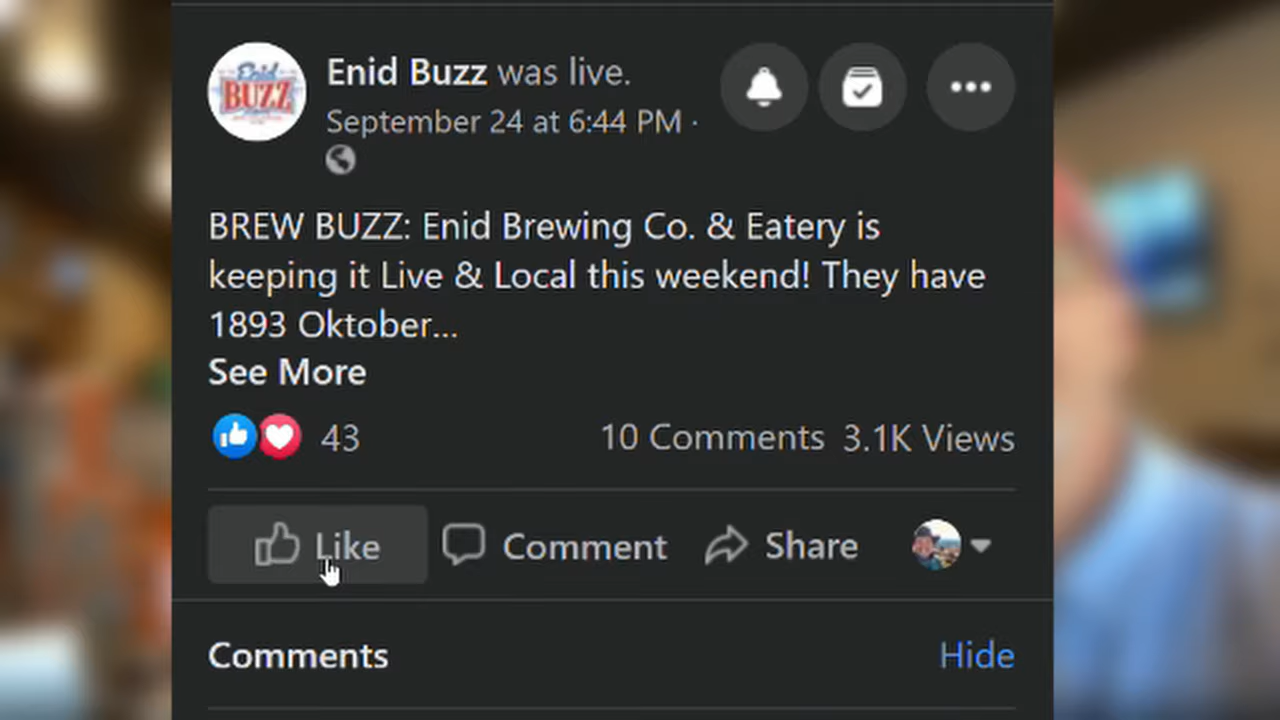 Enid
BUZZ
Enid Buzz was live.
September 24 at 6:44 PM ·
BREW BUZZ: Enid Brewing Co. & Eatery is
keeping it Live & Local this weekend! They have
1893 Oktober...
See More
43 10 Comments 3.1K Views
Like Comment Share
Comments Hide